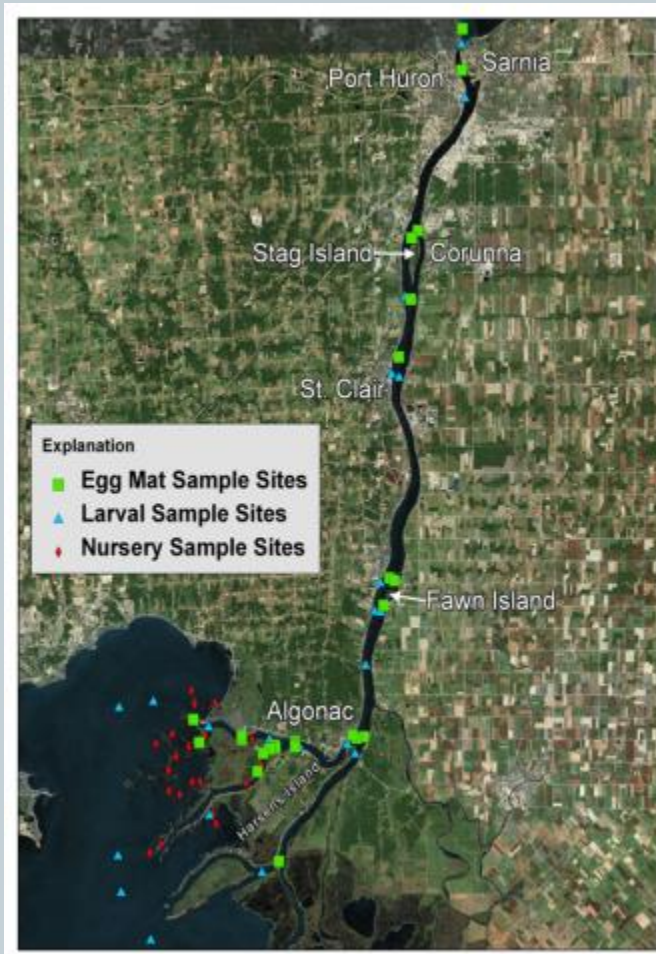 Sarnia
Port Huron
Stag Island
Corunna
St. Clair
Explanation
Egg Mat Sample Sites
Larval Sample Sites
Nursery Sample Sites
Fawn Island
Algonac
Harsen's Island